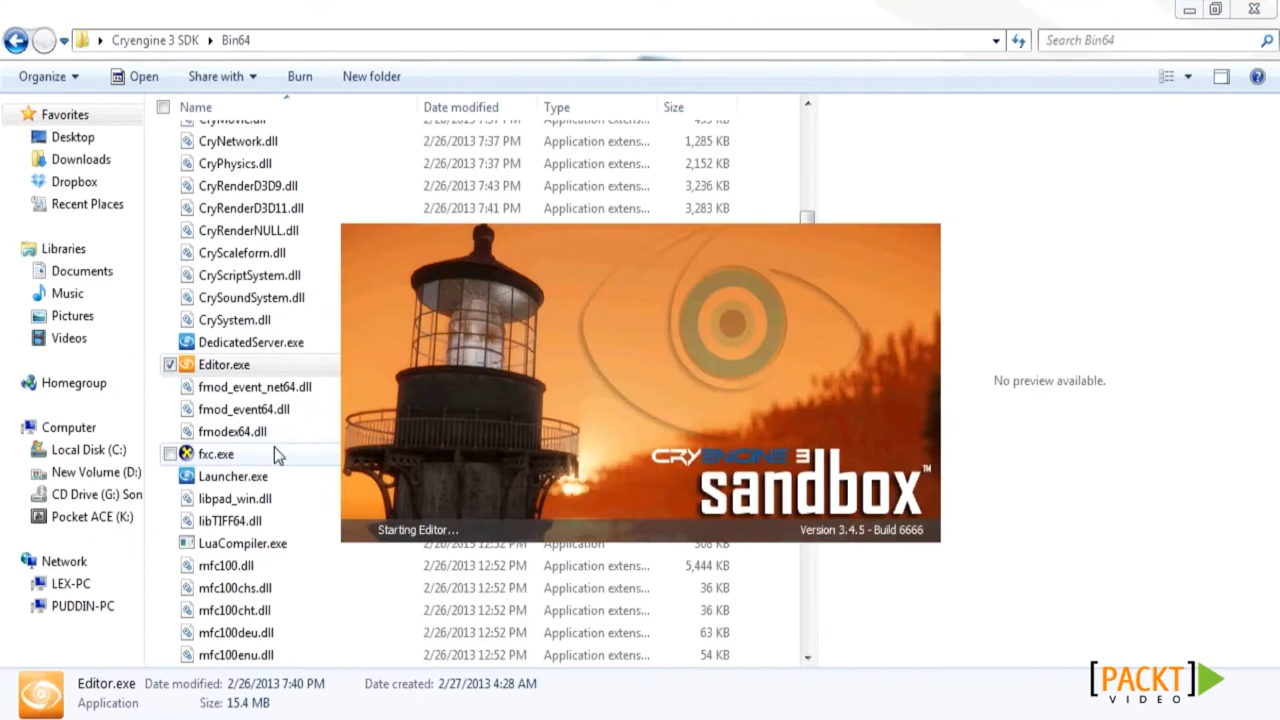 Cryengine 3 SDK Bin64
Search Bin64
Organize Open Share with Burn New folder
Favorites
Desktop
Downloads
Dropbox
Recent Places
Libraries
Documents
Music
Pictures
Videos
Homegroup
Computer
Local Disk (C:)
New Volume (D:)
CD Drive (G:) Son
Pocket ACE (K:)
Network
LEX-PC
PUDDIN-PC
Name Date modified Type Size
CryNetwork.dll 2/26/2013 7:37 PM Application extens... 1,285 KB
CryPhysics.dll 2/26/2013 7:37 PM Application extens... 2,152 KB
CryRenderD3D9.dll 2/26/2013 7:43 PM Application extens... 3,236 KB
CryRenderD3D11.dll 2/26/2013 7:41 PM Application extens... 3,283 KB
CryRenderNULL.dll
CryScaleform.dll
CryScriptSystem.dll
CrySoundSystem.dll
CrySystem.dll
DedicatedServer.exe
Editor.exe
fmod_event_net64.dll
fmod_event64.dll
fmodex64.dll
fxc.exe
Launcher.exe
libpad_win.dll
libTIFF64.dll
LuaCompiler.exe
mfc100.dll 2/26/2013 12:52 PM Application extens... 5,444 KB
mfc100chs.dll 2/26/2013 12:52 PM Application extens... 36 KB
mfc100cht.dll 2/26/2013 12:52 PM Application extens... 36 KB
mfc100deu.dll 2/26/2013 12:52 PM Application extens... 63 KB
mfc100enu.dll 2/26/2013 12:52 PM Application extens... 54 KB
CRYENGINE 3
sandbox™
Starting Editor... Version 3.4.5 - Build 6666
No preview available.
Editor.exe Date modified: 2/26/2013 7:40 PM Date created: 2/27/2013 4:28 AM
Application Size: 15.4 MB
[PACKT]
VIDEO